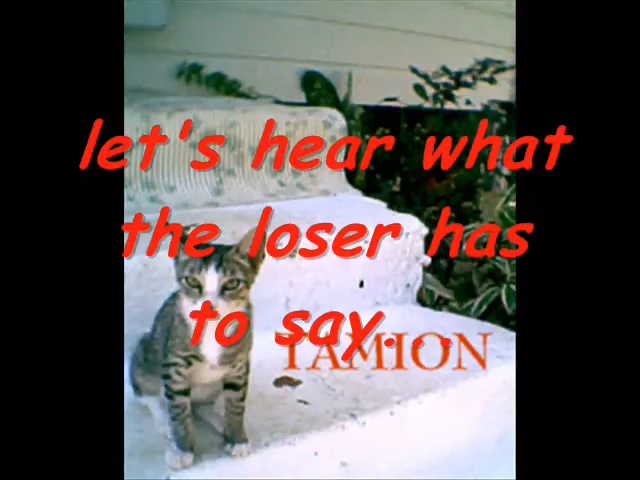 let's hear what
the loser has
to say...
TAMION